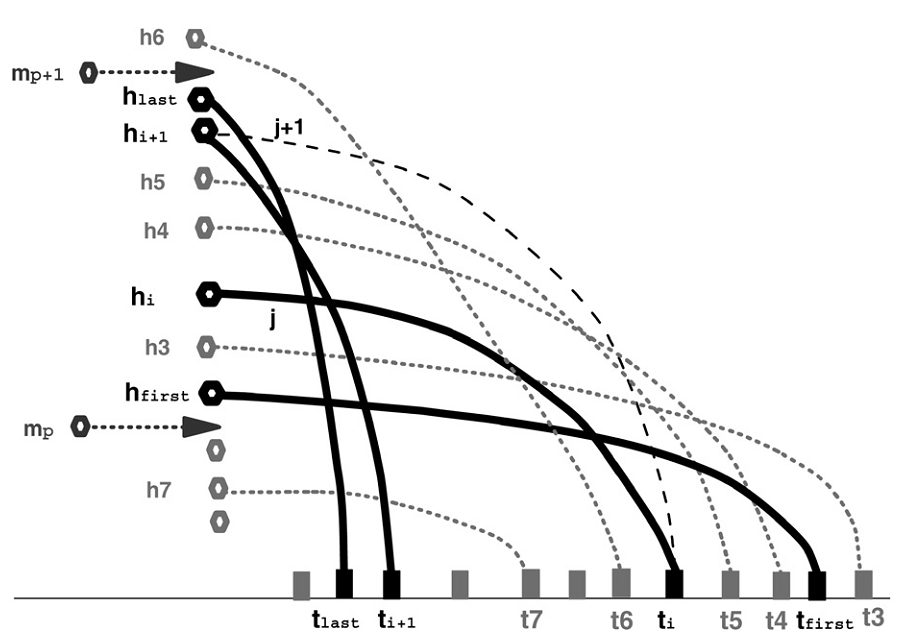 h6
mp+1
hlast
hi+1
j+1
h5
h4
hi
j
h3
hfirst
mp
h7
tlast ti+1 t7 t6 ti t5 t4 tfirst t3